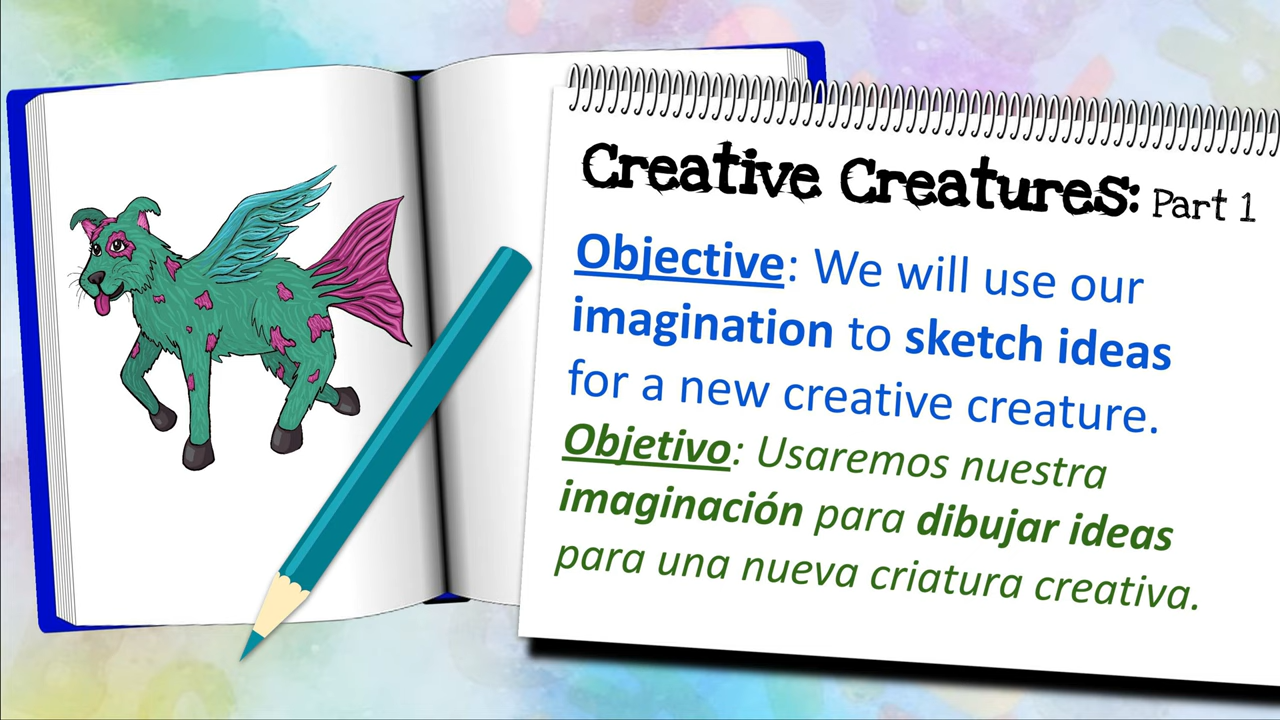 Creative Creatures: Part 1
Objective: We will use our
imagination to sketch ideas
for a new creative creature.
Objetivo: Usaremos nuestra
imaginación para dibujar ideas
para una nueva criatura creativa.